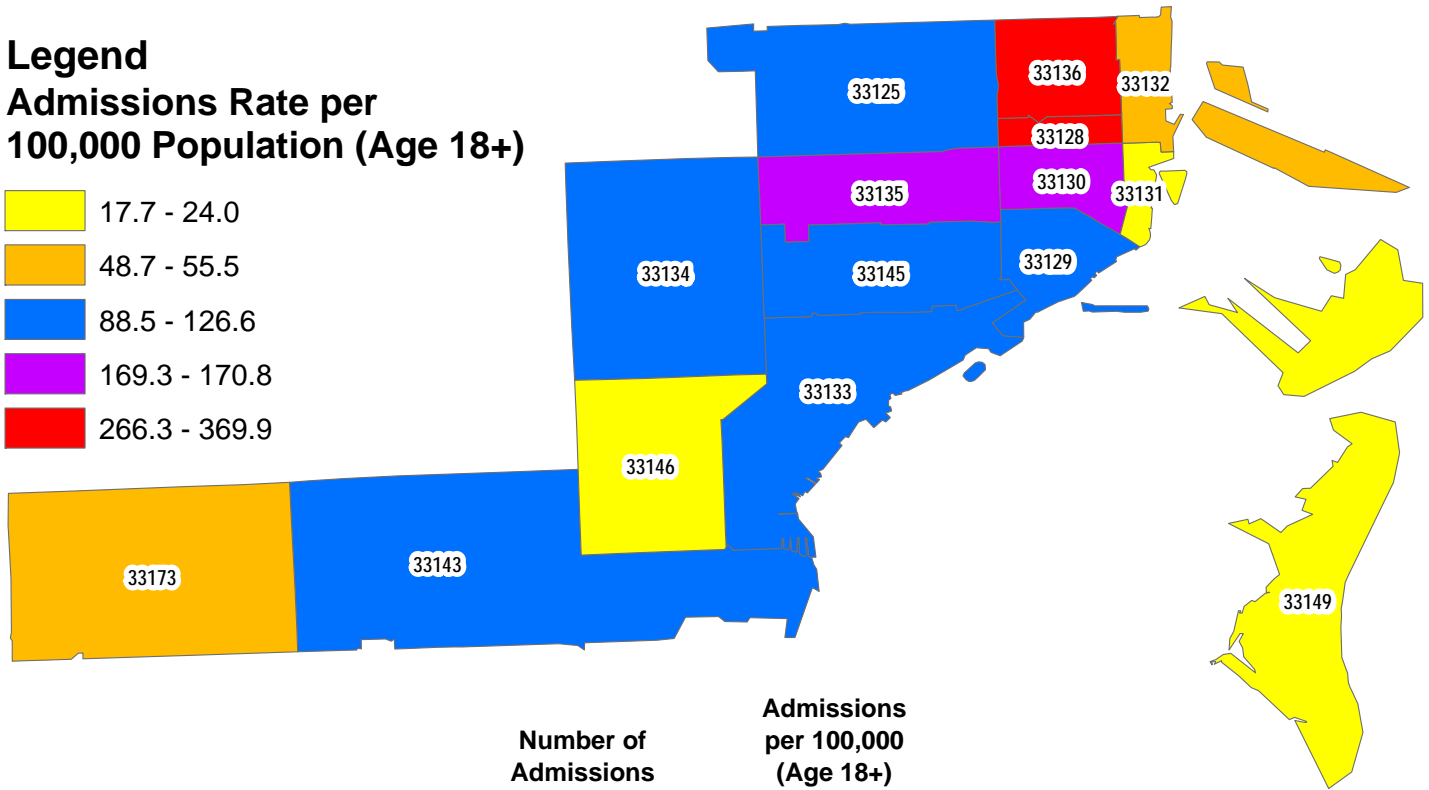 Legend
Admissions Rate per
100,000 Population (Age 18+)
17.7 - 24.0
48.7 - 55.5
88.5 - 126.6
169.3 - 170.8
266.3 - 369.9
33136
33132
33125
33128
33135
33130
33131
33134
33145
33129
33133
33146
33173
33143
33149
Number of
Admissions
Admissions
per 100,000
(Age 18+)